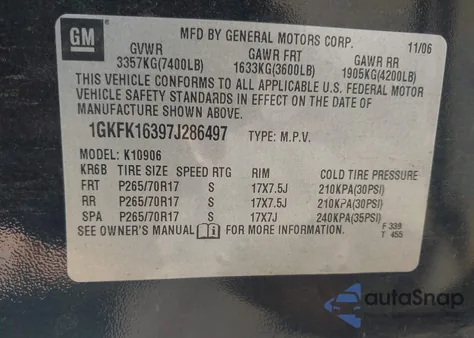 GM
MFD BY GENERAL MOTORS CORP. 11/06
GVWR GAWR FRT GAWR RR
3357KG(7400LB) 1633KG(3600LB) 1905KG(4200LB)
THIS VEHICLE CONFORMS TO ALL APPLICABLE U.S. FEDERAL MOTOR
VEHICLE SAFETY STANDARDS IN EFFECT ON THE DATE OF
MANUFACTURE SHOWN ABOVE.
1GKFK16397J286497 TYPE: M.P.V.
MODEL: K10906
KR6B TIRE SIZE SPEED RTG RIM COLD TIRE PRESSURE
FRT P265/70R17 S 17X7.5J 210KPA(30PSI)
RR P265/70R17 S 17X7.5J 210KPA(30PSI)
SPA P265/70R17 S 17X7J 240KPA(35PSI)
SEE OWNER'S MANUAL i FOR MORE INFORMATION. F 339
T 455
autoSnap